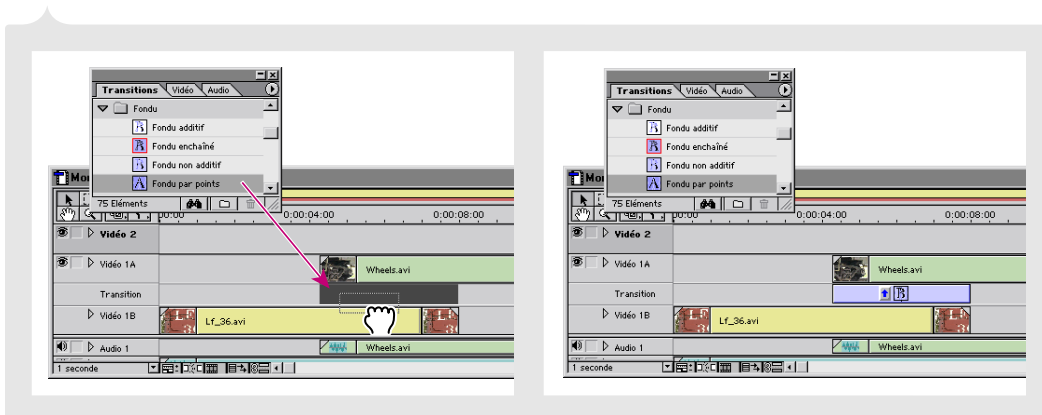 Transitions Vidéo Audio
Fondu
Fondu additif
Fondu enchaîné
Fondu non additif
Fondu par points
75 Eléments
Mon
00:00 0:00:04:00 0:00:08:00
Vidéo 2
Vidéo 1A
Wheels.avi
Transition
Vidéo 1B
Lf_36.avi
Audio 1
Wheels.avi
1 seconde
Transitions Vidéo Audio
Fondu
Fondu additif
Fondu enchaîné
Fondu non additif
Fondu par points
75 Eléments
Mon
00:00 0:00:04:00 0:00:08:00
Vidéo 2
Vidéo 1A
Wheels.avi
Transition
Vidéo 1B
Lf_36.avi
Audio 1
Wheels.avi
1 seconde